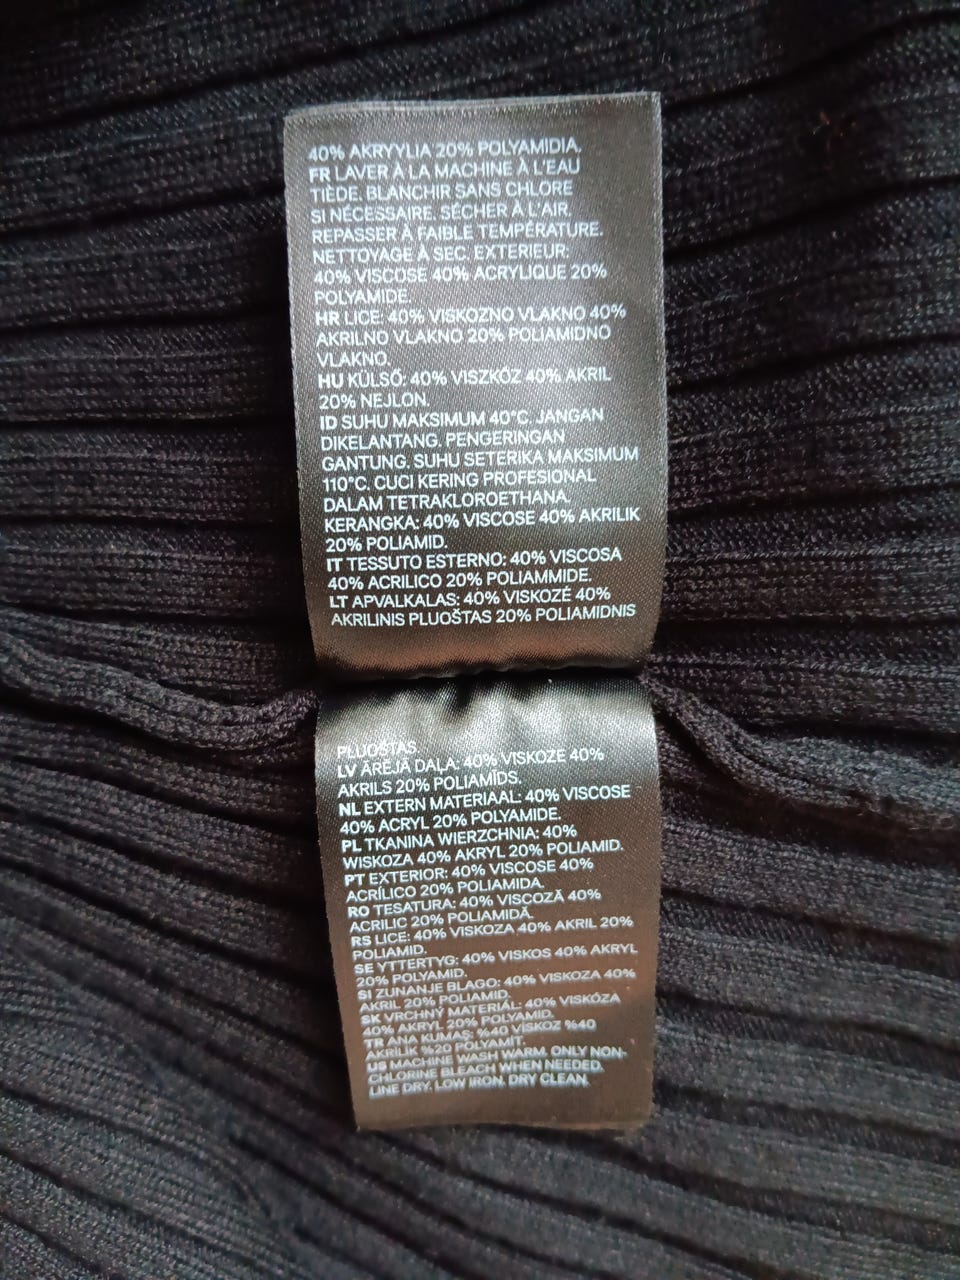 40% AKRYYLIA 20% POLYAMIDIA.
FR LAVER À LA MACHINE À L'EAU
TIÈDE. BLANCHIR SANS CHLORE
SI NÉCESSAIRE. SÉCHER À L'AIR.
REPASSER À FAIBLE TEMPÉRATURE.
NETTOYAGE À SEC. EXTERIEUR:
40% VISCOSE 40% ACRYLIQUE 20%
POLYAMIDE.
HR LICE: 40% VISKOZNO VLAKNO 40%
AKRILNO VLAKNO 20% POLIAMIDNO
VLAKNO.
HU KÜLSŐ: 40% VISZKÓZ 40% AKRIL
20% NEJLON.
ID SUHU MAKSIMUM 40°C. JANGAN
DIKELANTANG. PENGERINGAN
GANTUNG. SUHU SETERIKA MAKSIMUM
110°C. CUCI KERING PROFESIONAL
DALAM TETRAKLOROETHANA.
KERANGKA: 40% VISCOSE 40% AKRILIK
20% POLIAMID.
IT TESSUTO ESTERNO: 40% VISCOSA
40% ACRILICO 20% POLIAMMIDE.
LT APVALKALAS: 40% VISKOZĖ 40%
AKRILINIS PLUOŠTAS 20% POLIAMIDNIS
PLUOŠTAS.
LV ĀRĒJĀ DAĻA: 40% VISKOZE 40%
AKRILS 20% POLIAMĪDS.
NL EXTERN MATERIAAL: 40% VISCOSE
40% ACRYL 20% POLYAMIDE.
PL TKANINA WIERZCHNIA: 40%
WISKOZA 40% AKRYL 20% POLIAMID.
PT EXTERIOR: 40% VISCOSE 40%
ACRÍLICO 20% POLIAMIDA.
RO TESATURA: 40% VISCOZĂ 40%
ACRILIC 20% POLIAMIDĂ.
RS LICE: 40% VISKOZA 40% AKRIL 20%
POLIAMID.
SE YTTERTYG: 40% VISKOS 40% AKRYL
20% POLYAMID.
SI ZUNANJE BLAGO: 40% VISKOZA 40%
AKRIL 20% POLIAMID.
SK VRCHNÝ MATERIÁL: 40% VISKÓZA
40% AKRYL 20% POLYAMID.
TR ANA KUMAŞ: %40 VİSKOZ %40
AKRİLİK %20 POLYAMİT.
US MACHINE WASH WARM. ONLY NON-
CHLORINE BLEACH WHEN NEEDED.
LINE DRY. LOW IRON. DRY CLEAN.